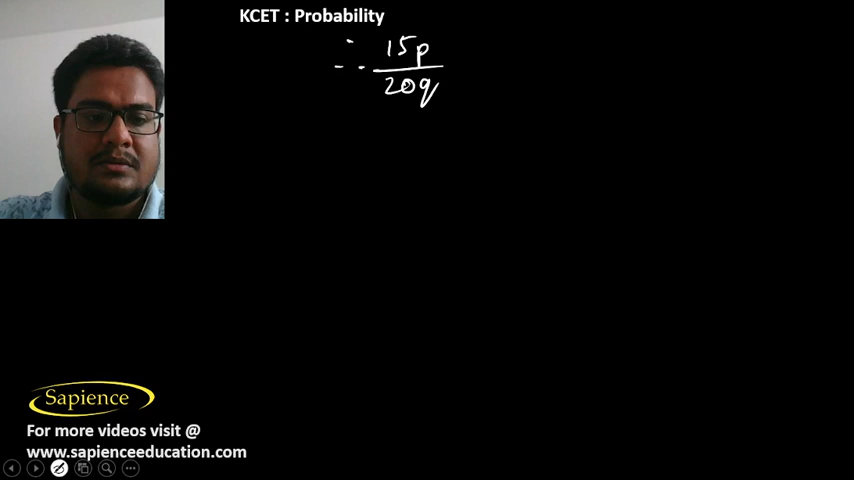 KCET : Probability
∴ 15p
20q
Sapience
For more videos visit @
www.sapienceeducation.com